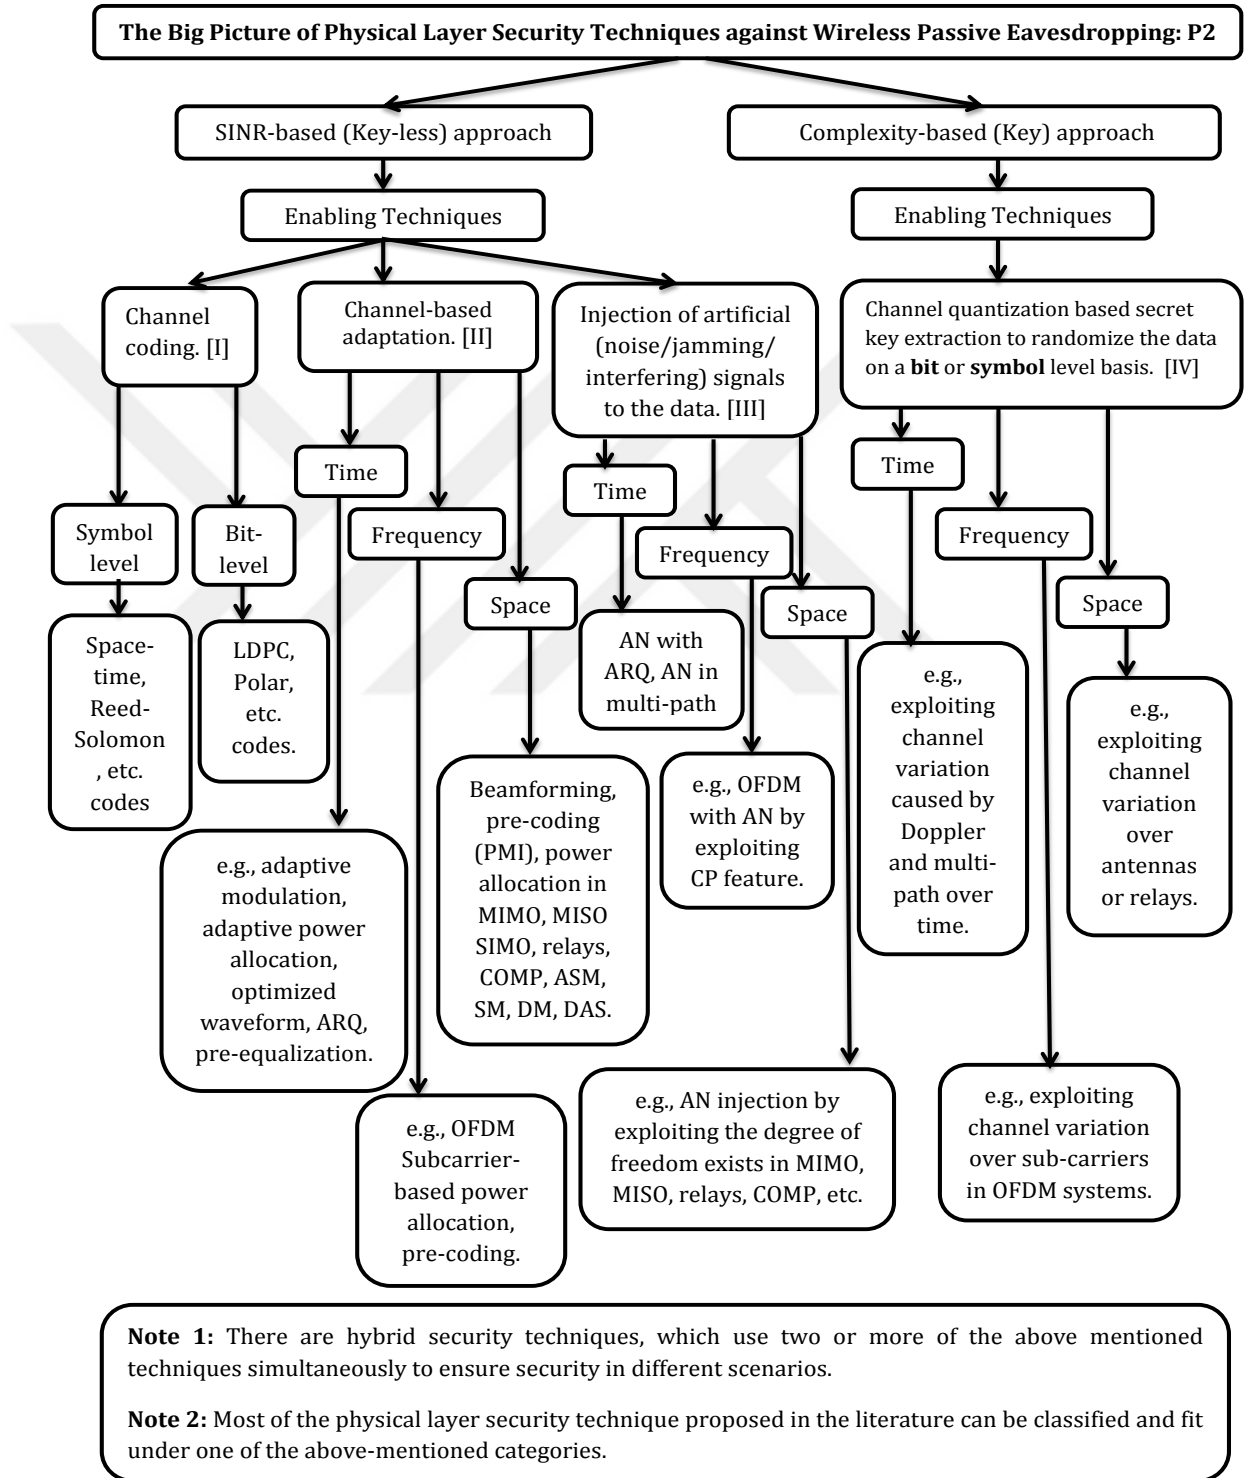 The Big Picture of Physical Layer Security Techniques against Wireless Passive Eavesdropping: P2
SINR-based (Key-less) approach
Complexity-based (Key) approach
Enabling Techniques
Enabling Techniques
Channel
coding. [I]
Channel-based
adaptation. [II]
Injection of artificial
(noise/jamming/
interfering) signals
to the data. [III]
Channel quantization based secret
key extraction to randomize the data
on a bit or symbol level basis. [IV]
Symbol
level
Bit-
level
Time
Frequency
Space
Time
Frequency
Space
Time
Frequency
Space
Space-
time,
Reed-
Solomon
, etc.
codes
LDPC,
Polar,
etc.
codes.
e.g., adaptive
modulation,
adaptive power
allocation,
optimized
waveform, ARQ,
pre-equalization.
e.g., OFDM
Subcarrier-
based power
allocation,
pre-coding.
Beamforming,
pre-coding
(PMI), power
allocation in
MIMO, MISO
SIMO, relays,
COMP, ASM,
SM, DM, DAS.
AN with
ARQ, AN in
multi-path
e.g., OFDM
with AN by
exploiting
CP feature.
e.g., AN injection by
exploiting the degree of
freedom exists in MIMO,
MISO, relays, COMP, etc.
e.g.,
exploiting
channel
variation
caused by
Doppler
and multi-
path over
time.
e.g., exploiting
channel variation
over sub-carriers
in OFDM systems.
e.g.,
exploiting
channel
variation
over
antennas
or relays.
Note 1: There are hybrid security techniques, which use two or more of the above mentioned
techniques simultaneously to ensure security in different scenarios.
Note 2: Most of the physical layer security technique proposed in the literature can be classified and fit
under one of the above-mentioned categories.